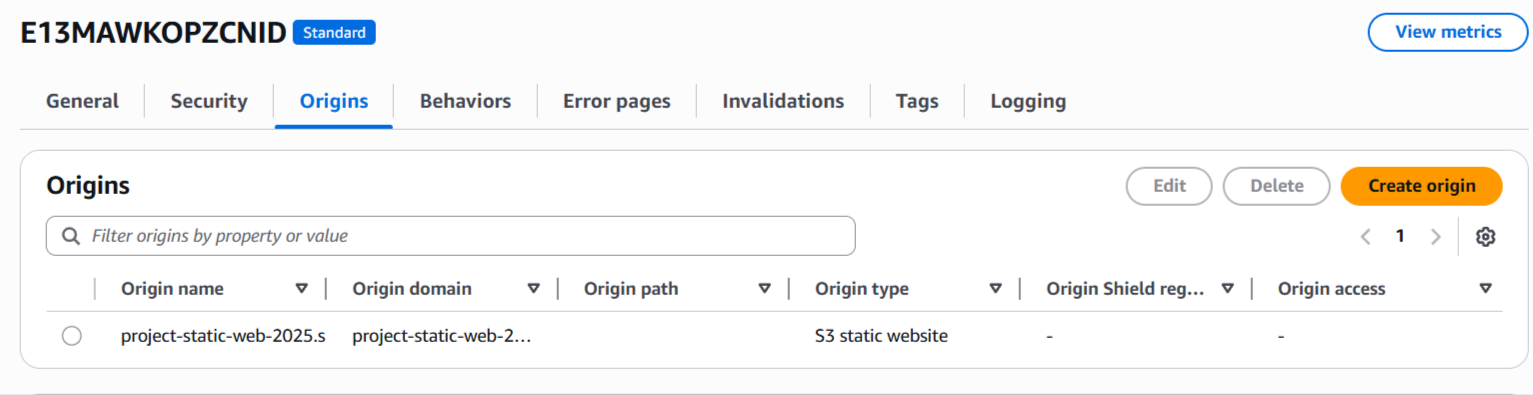 E13MAWKOPZCNID Standard View metrics
General Security Origins Behaviors Error pages Invalidations Tags Logging
Origins Edit Delete Create origin
Filter origins by property or value 1
Origin name Origin domain Origin path Origin type Origin Shield reg... Origin access
project-static-web-2025.s project-static-web-2... S3 static website - -